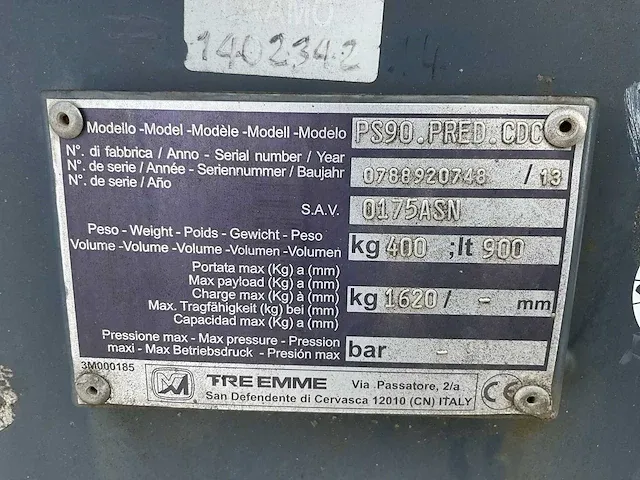 1402342
Modello -Model -Modèle -Modell -Modelo PS90.PRED.CDC
N°. di fabbrica / Anno - Serial number / Year
N°. de serie / Année - Seriennummer / Baujahr 0788920748 / 13
N°. de serie / Año
S.A.V. 0175ASN
Peso - Weight - Poids - Gewicht - Peso
Volume -Volume -Volume -Volumen -Volumen kg 400 ;lt 900
Portata max (Kg) a (mm)
Max payload (Kg) a (mm)
Charge max (Kg) à (mm) kg 1620 / - mm
Max. Tragfähigkeit (kg) bei (mm)
Capacidad max (Kg) a (mm)
Pressione max - Max pressure - Pression
maxi - Max Betriebsdruck - Presión max bar -
3M000185
TRE EMME Via Passatore, 2/a CE
San Defendente di Cervasca 12010 (CN) ITALY